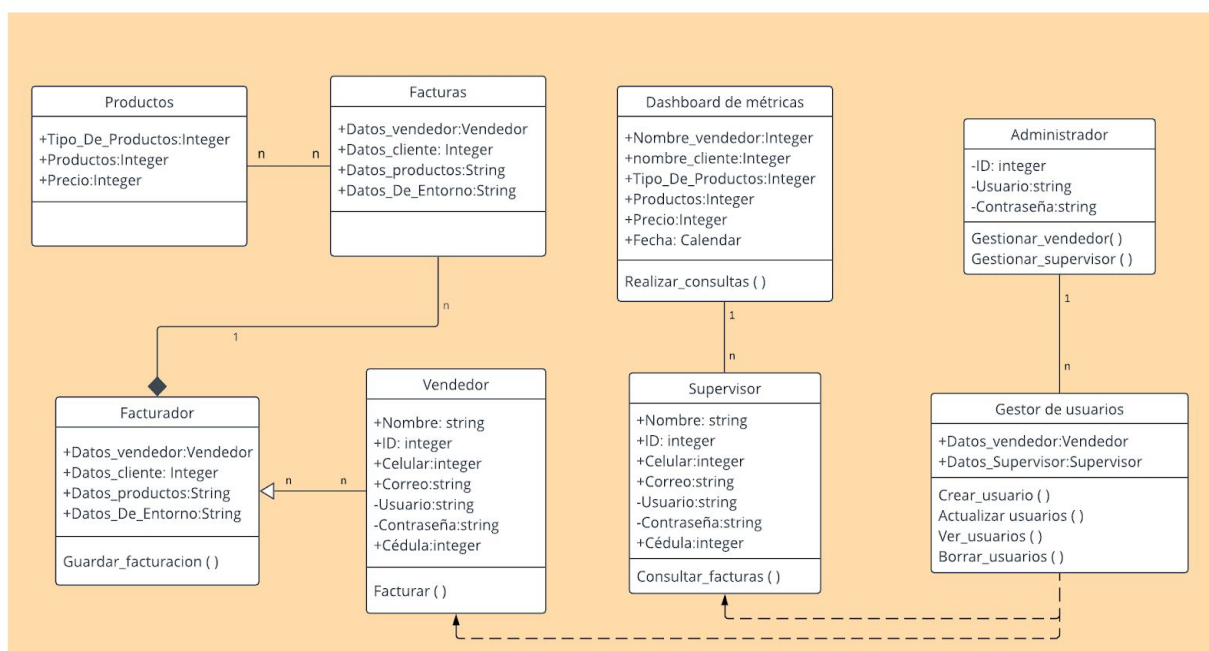 Productos
+Tipo_De_Productos:Integer
+Productos:Integer
+Precio:Integer
n
n
Facturas
+Datos_vendedor:Vendedor
+Datos_cliente: Integer
+Datos_productos:String
+Datos_De_Entorno:String
n
1
Dashboard de métricas
+Nombre_vendedor:Integer
+nombre_cliente:Integer
+Tipo_De_Productos:Integer
+Productos:Integer
+Precio:Integer
+Fecha: Calendar
Realizar_consultas ( )
1
n
Administrador
-ID: integer
-Usuario:string
-Contraseña:string
Gestionar_vendedor( )
Gestionar_supervisor ( )
1
n
Facturador
+Datos_vendedor:Vendedor
+Datos_cliente: Integer
+Datos_productos:String
+Datos_De_Entorno:String
Guardar_facturacion ( )
n
n
Vendedor
+Nombre: string
+ID: integer
+Celular:integer
+Correo:string
-Usuario:string
-Contraseña:string
+Cédula:integer
Facturar ( )
Supervisor
+Nombre: string
+ID: integer
+Celular:integer
+Correo:string
-Usuario:string
-Contraseña:string
+Cédula:integer
Consultar_facturas ( )
Gestor de usuarios
+Datos_vendedor:Vendedor
+Datos_Supervisor:Supervisor
Crear_usuario ( )
Actualizar usuarios ( )
Ver_usuarios ( )
Borrar_usuarios ( )